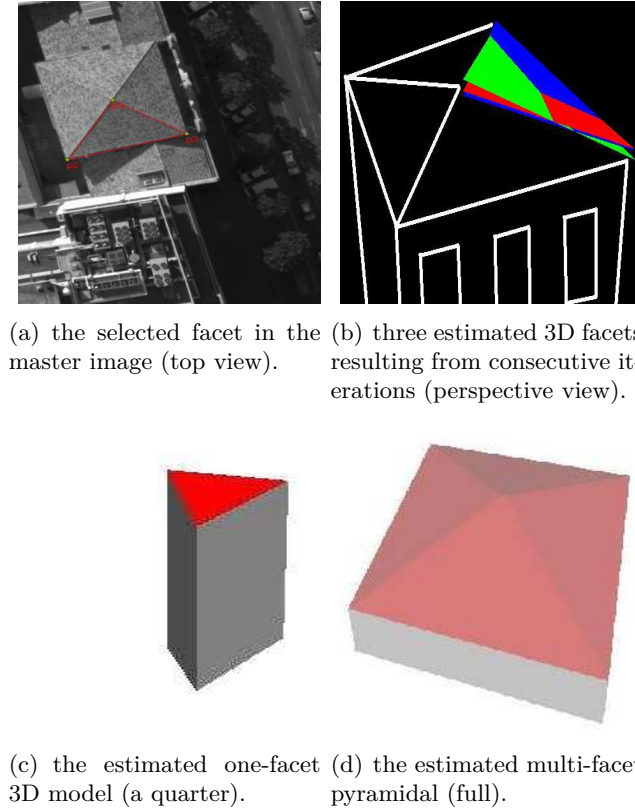 (a) the selected facet in the
master image (top view).
(b) three estimated 3D facets
resulting from consecutive it-
erations (perspective view).
(c) the estimated one-facet
3D model (a quarter).
(d) the estimated multi-facet
pyramidal (full).